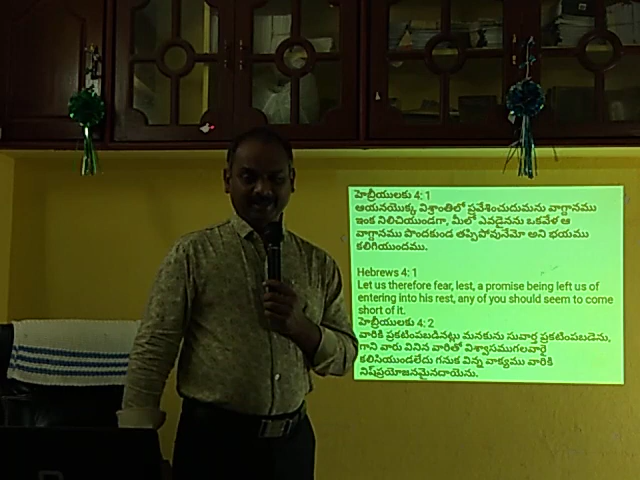 హెబ్రీయులకు 4: 1
ఆయనయొక్క విశ్రాంతిలో ప్రవేశించుదుమను వాగ్దానము
ఇంక నిలిచియుండగా, మీలో ఎవడైనను ఒకవేళ ఆ
వాగ్దానము పొందకుండ తప్పిపోవునేమో అని భయము
కలిగియుందము.
Hebrews 4: 1
Let us therefore fear, lest, a promise being left us of
entering into his rest, any of you should seem to come
short of it.
హెబ్రీయులకు 4: 2
వారికి ప్రకటింపబడినట్లు మనకును సువార్త ప్రకటింపబడెను,
గాని వారు వినిన వారితో విశ్వాసముగలవారై
కలిసియుండలేదు గనుక విన్న వాక్యము వారికి
నిష్‌ప్రయోజనమైనదాయెను.